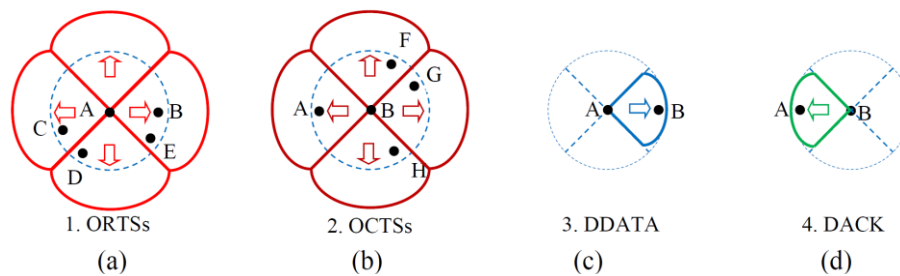 A B C D E
F G A B H
A B
A B
1. ORTSs 2. OCTSs 3. DDATA 4. DACK
(a) (b) (c) (d)